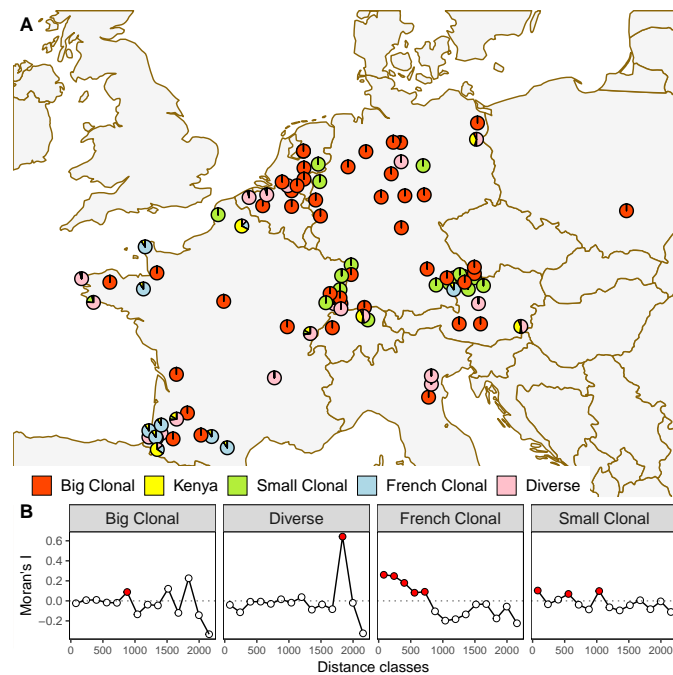 A
Big Clonal Kenya Small Clonal French Clonal Diverse
B
Big Clonal Diverse French Clonal Small Clonal
Moran's I
0.6
0.4
0.2
0.0
−0.2
0 500 1000 1500 2000 0 500 1000 1500 2000 0 500 1000 1500 2000 0 500 1000 1500 2000
Distance classes